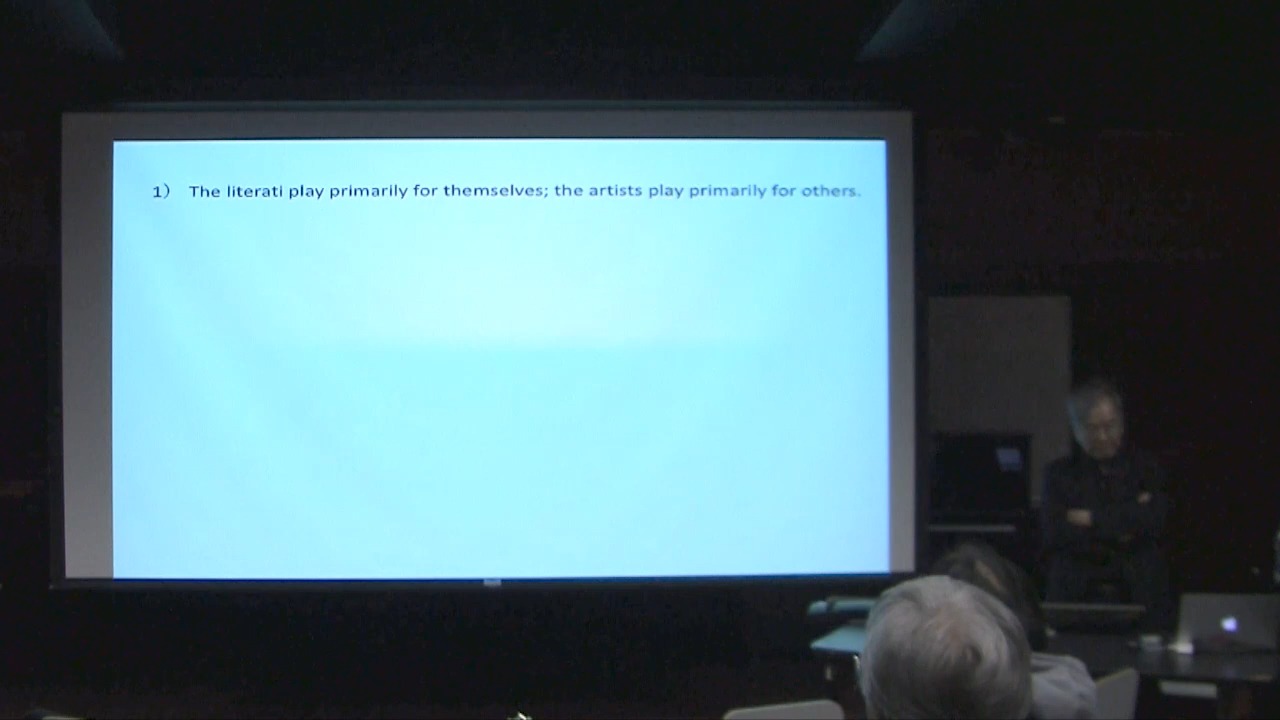 1) The literati play primarily for themselves; the artists play primarily for others.